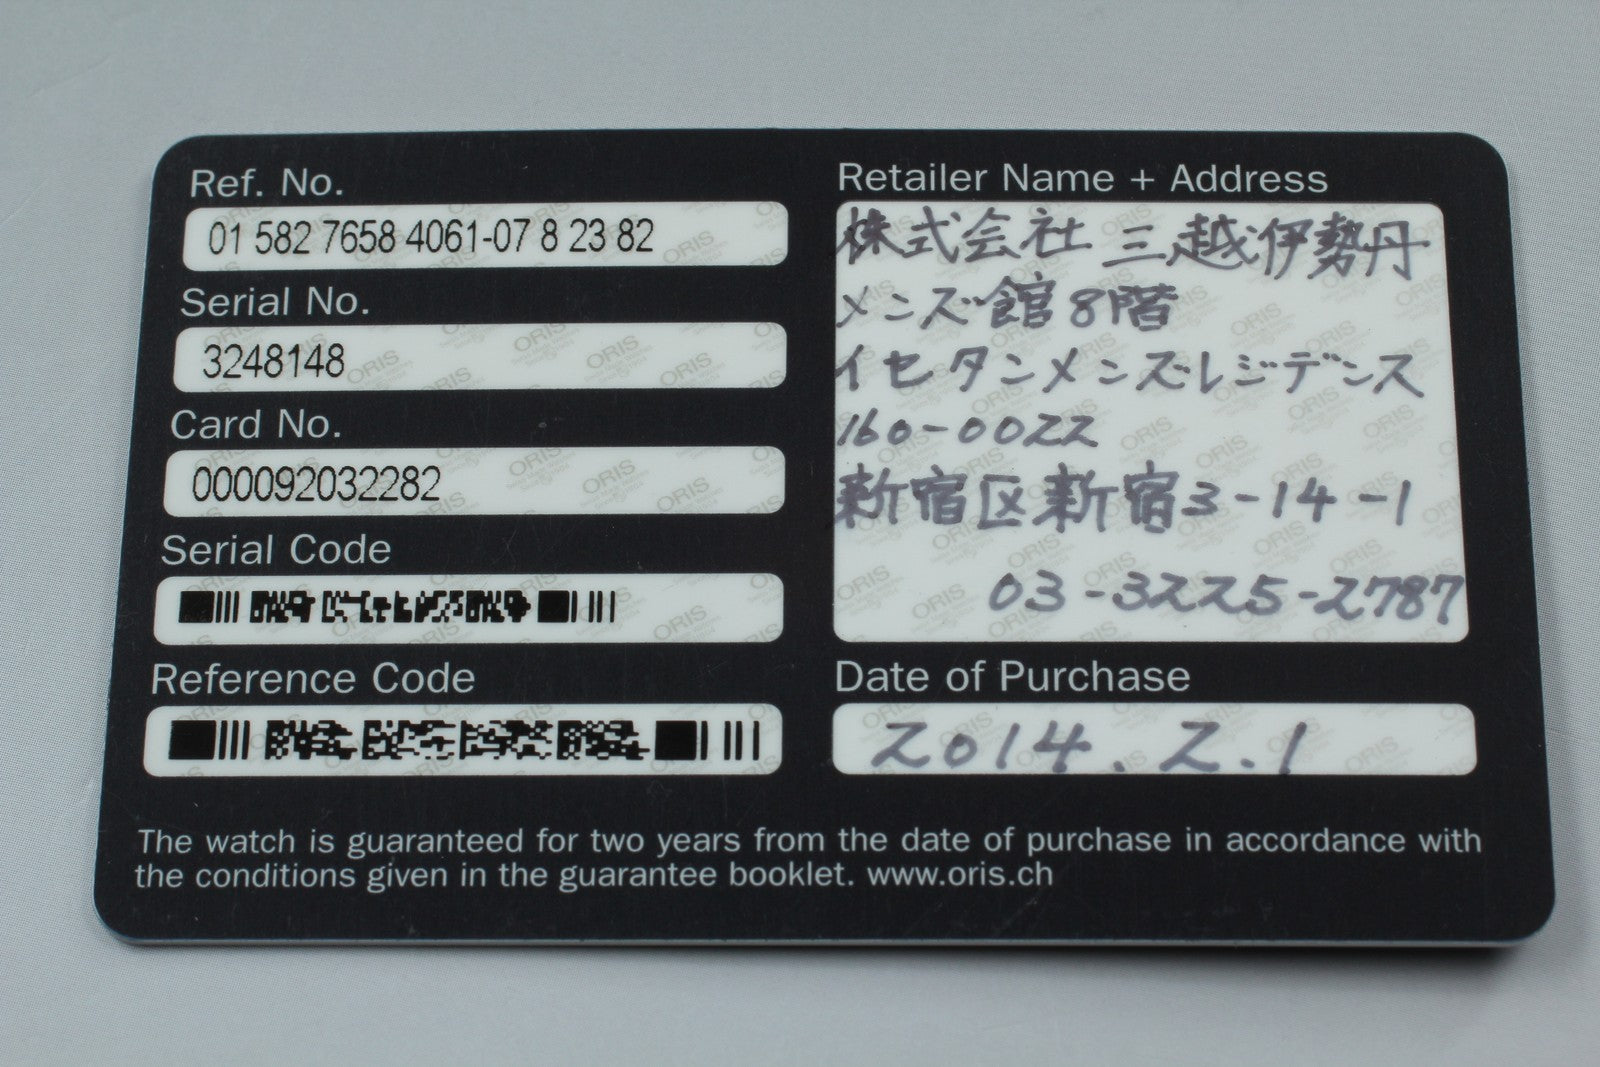 Ref. No.
01 582 7658 4061-07 8 23 82
Serial No.
3248148
Card No.
000092032282
Serial Code
Reference Code
Retailer Name + Address
株式会社 三越伊勢丹
メンズ館8階
イセタンメンズレジデンス
160-0022
新宿区新宿3-14-1
03-3225-2787
Date of Purchase
2014.2.1
The watch is guaranteed for two years from the date of purchase in accordance with
the conditions given in the guarantee booklet. www.oris.ch